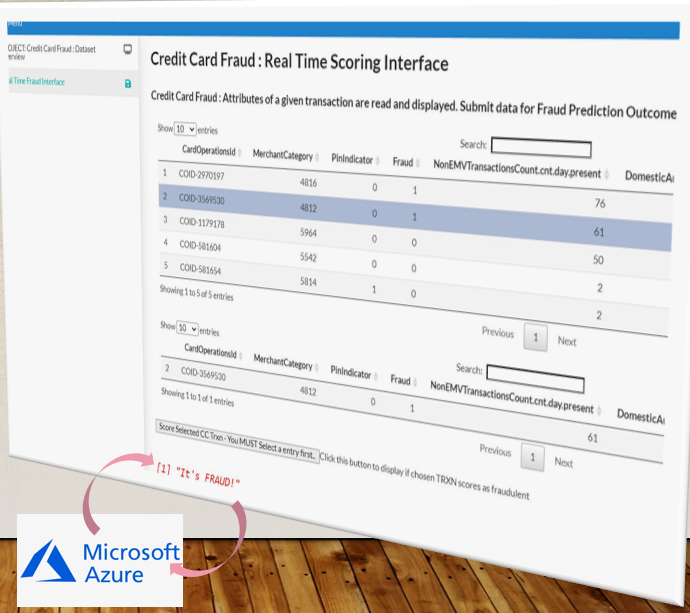 MENU
OJECT: Credit Card Fraud : Dataset
erview
al Time Fraud Interface
Credit Card Fraud : Real Time Scoring Interface
Credit Card Fraud : Attributes of a given transaction are read and displayed. Submit data for Fraud Prediction Outcome
Show 10 entries
Search:
CardOperationsId MerchantCategory PinIndicator Fraud NonEMVTransactionsCount.cnt.day.present DomesticA
1 COID-2970197 4816 0 1 76
2 COID-3569530 4812 0 1 61
3 COID-1179178 5964 0 0 50
4 COID-581604 5542 0 0 2
5 COID-581654 5814 1 0 2
Showing 1 to 5 of 5 entries
Previous 1 Next
Show 10 entries
Search:
CardOperationsId MerchantCategory PinIndicator Fraud NonEMVTransactionsCount.cnt.day.present DomesticA
2 COID-3569530 4812 0 1 61
Showing 1 to 1 of 1 entries
Previous 1 Next
Score Selected CC Trxn - You MUST Select a entry first.. Click this button to display if chosen TRXN scores as fraudulent
[1] "It's FRAUD!"
Microsoft
Azure